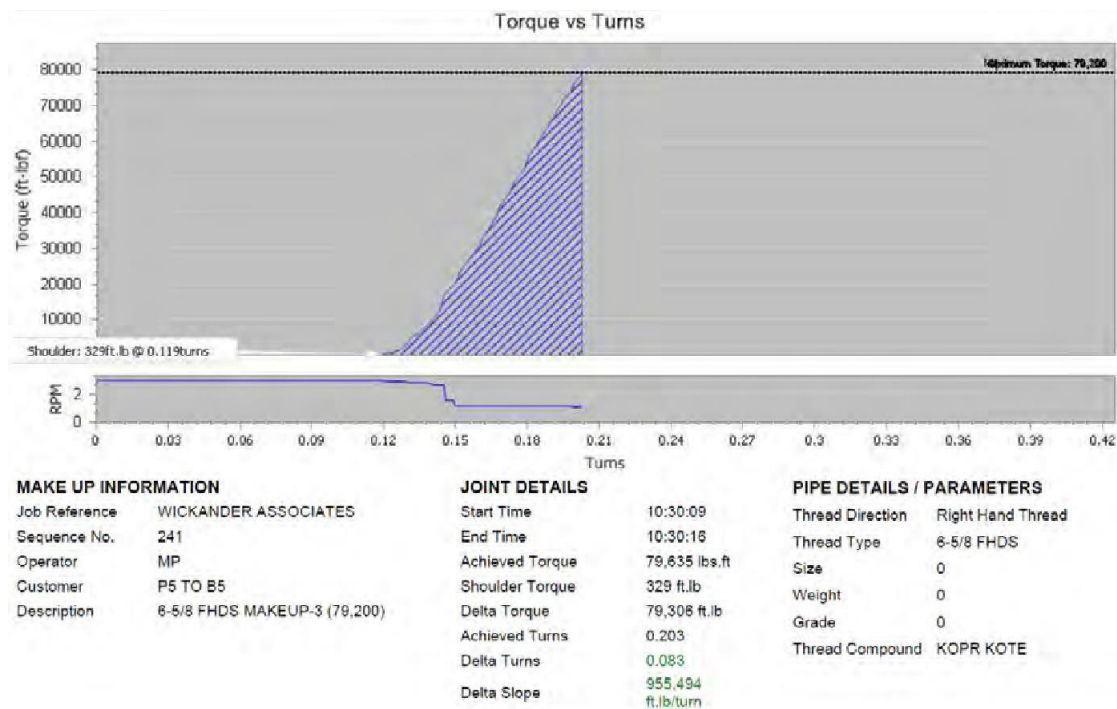 Torque vs Turns
Optimum Torque: 79,200
80000
70000
60000
50000
40000
30000
20000
10000
Torque (ft-lbf)
Shoulder: 329ft.lb @ 0.119turns
2
0
RPM
0 0.03 0.06 0.09 0.12 0.15 0.18 0.21 0.24 0.27 0.3 0.33 0.36 0.39 0.42
Turns
MAKE UP INFORMATION
Job Reference WICKANDER ASSOCIATES
Sequence No. 241
Operator MP
Customer P5 TO B5
Description 6-5/8 FHDS MAKEUP-3 (79,200)
JOINT DETAILS
Start Time 10:30:09
End Time 10:30:16
Achieved Torque 79,635 lbs.ft
Shoulder Torque 329 ft.lb
Delta Torque 79,306 ft.lb
Achieved Turns 0.203
Delta Turns 0.083
Delta Slope 955,494
ft.lb/turn
PIPE DETAILS / PARAMETERS
Thread Direction Right Hand Thread
Thread Type 6-5/8 FHDS
Size 0
Weight 0
Grade 0
Thread Compound KOPR KOTE